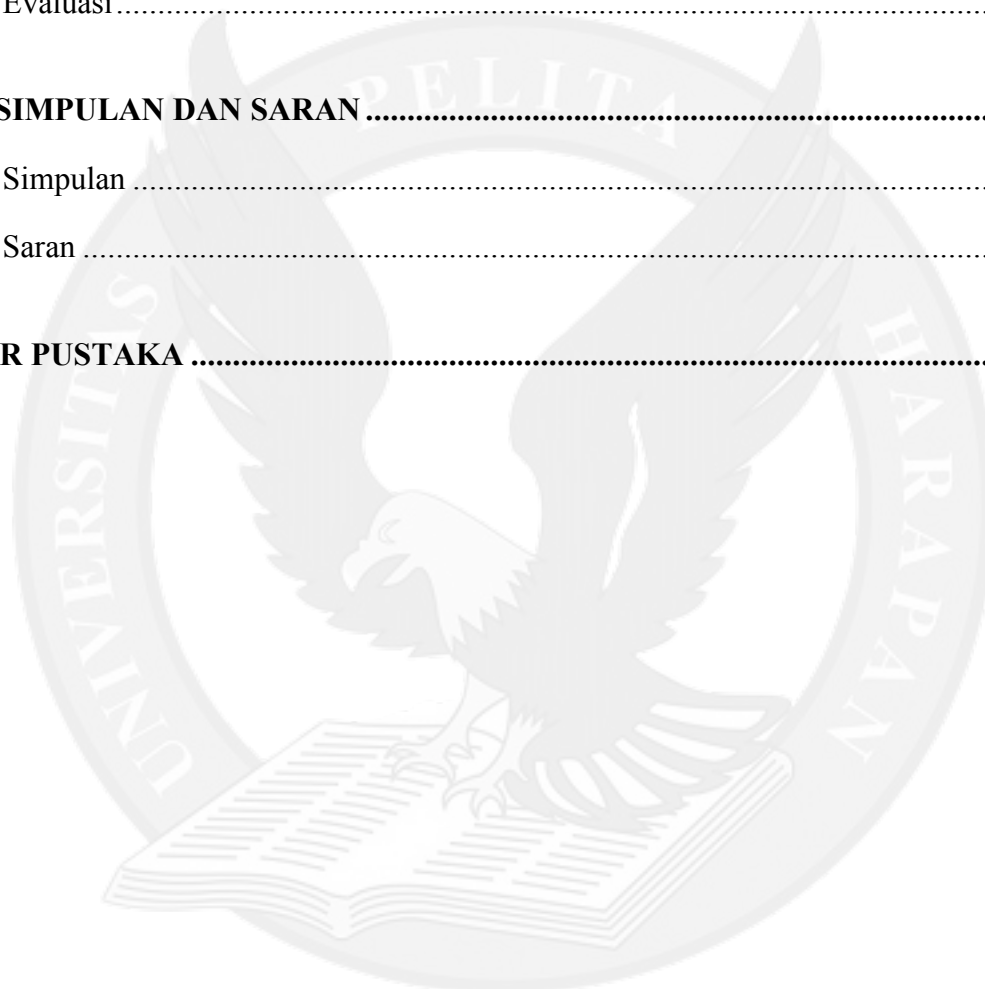 Evaluasi................................................................................................................
SIMPULAN DAN SARAN..............................................................................
Simpulan ..............................................................................................................
Saran ....................................................................................................................
R PUSTAKA ....................................................................................................
UNIVERSITAS PELITA HARAPAN